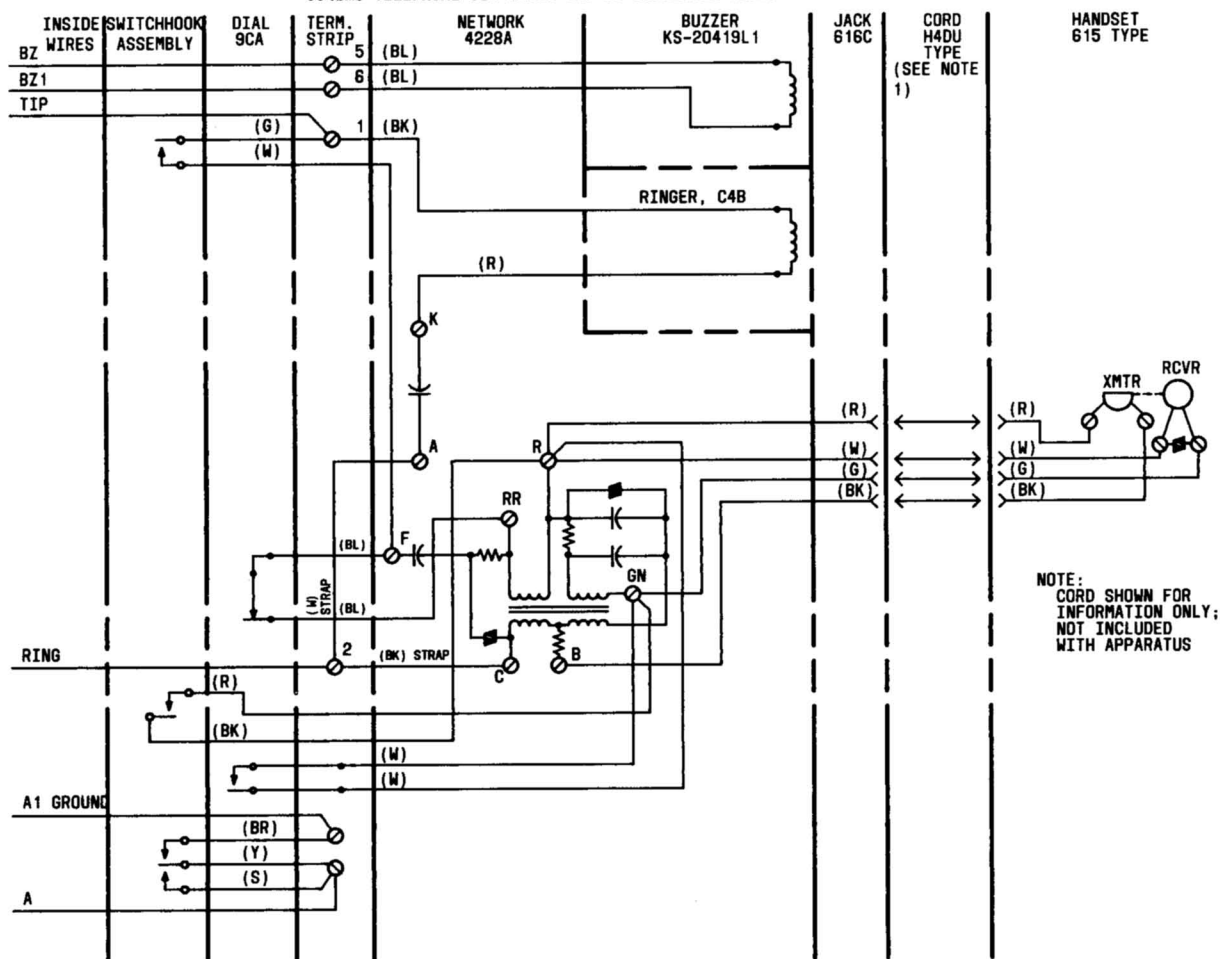 INSIDE WIRES
SWITCHHOOK ASSEMBLY
DIAL 9CA
TERM. STRIP
NETWORK 4228A
BUZZER KS-20419L1
JACK 616C
CORD H4DU TYPE (SEE NOTE 1)
HANDSET 615 TYPE
BZ
5 (BL)
BZ1
6 (BL)
TIP
(G)
1 (BK)
(W)
RINGER, C4B
(R)
K
XMTR
RCVR
(R)
(R)
A
R
(W)
(W)
(G)
(G)
(BK)
(BK)
RR
(BL)
F
GN
(W) STRAP
(BL)
NOTE:
CORD SHOWN FOR
INFORMATION ONLY;
NOT INCLUDED
WITH APPARATUS
RING
2
(BK) STRAP
C
B
(R)
(BK)
(W)
(W)
A1 GROUND
(BR)
(Y)
(S)
A